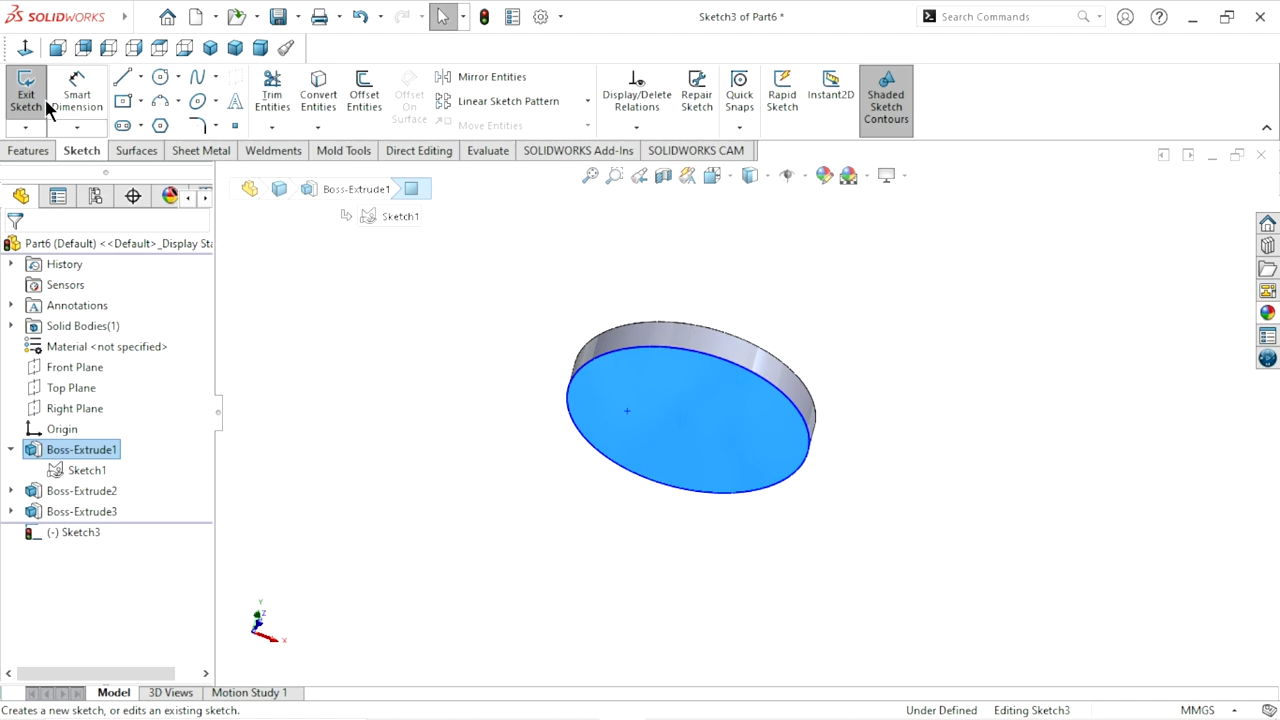 SOLIDWORKS
Sketch3 of Part6 *
Search Commands
Exit Sketch
Smart Dimension
Trim Entities
Convert Entities
Offset Entities
Offset On Surface
Mirror Entities
Linear Sketch Pattern
Move Entities
Display/Delete Relations
Repair Sketch
Quick Snaps
Rapid Sketch
Instant2D
Shaded Sketch Contours
Features
Sketch
Surfaces
Sheet Metal
Weldments
Mold Tools
Direct Editing
Evaluate
SOLIDWORKS Add-Ins
SOLIDWORKS CAM
Boss-Extrude1
Sketch1
Part6 (Default) <<Default>_Display Sta
History
Sensors
Annotations
Solid Bodies(1)
Material <not specified>
Front Plane
Top Plane
Right Plane
Origin
Boss-Extrude1
Sketch1
Boss-Extrude2
Boss-Extrude3
(-) Sketch3
Y
Z
X
Model
3D Views
Motion Study 1
Creates a new sketch, or edits an existing sketch.
Under Defined
Editing Sketch3
MMGS